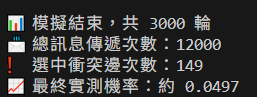 📊 模擬結束，共 3000 輪
📨 總訊息傳遞次數：12000
❗ 選中衝突邊次數：149
📈 最終實測機率：約 0.0497